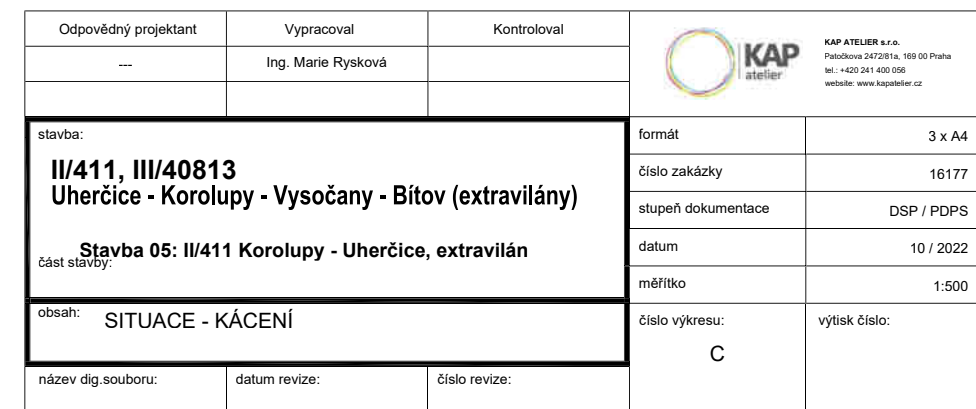 Odpovědný projektant Vypracoval Kontroloval
--- Ing. Marie Rysková
KAP
atelier
KAP ATELIER s.r.o.
Patočkova 2472/81a, 169 00 Praha
tel.: +420 241 400 056
website: www.kapatelier.cz
stavba:
II/411, III/40813
Uherčice - Korolupy - Vysočany - Bítov (extravilány)
Stavba 05: II/411 Korolupy - Uherčice, extravilán
část stavby:
formát 3 x A4
číslo zakázky 16177
stupeň dokumentace DSP / PDPS
datum 10 / 2022
měřítko 1:500
obsah: SITUACE - KÁCENÍ
číslo výkresu: výtisk číslo:
C
název dig.souboru: datum revize: číslo revize: